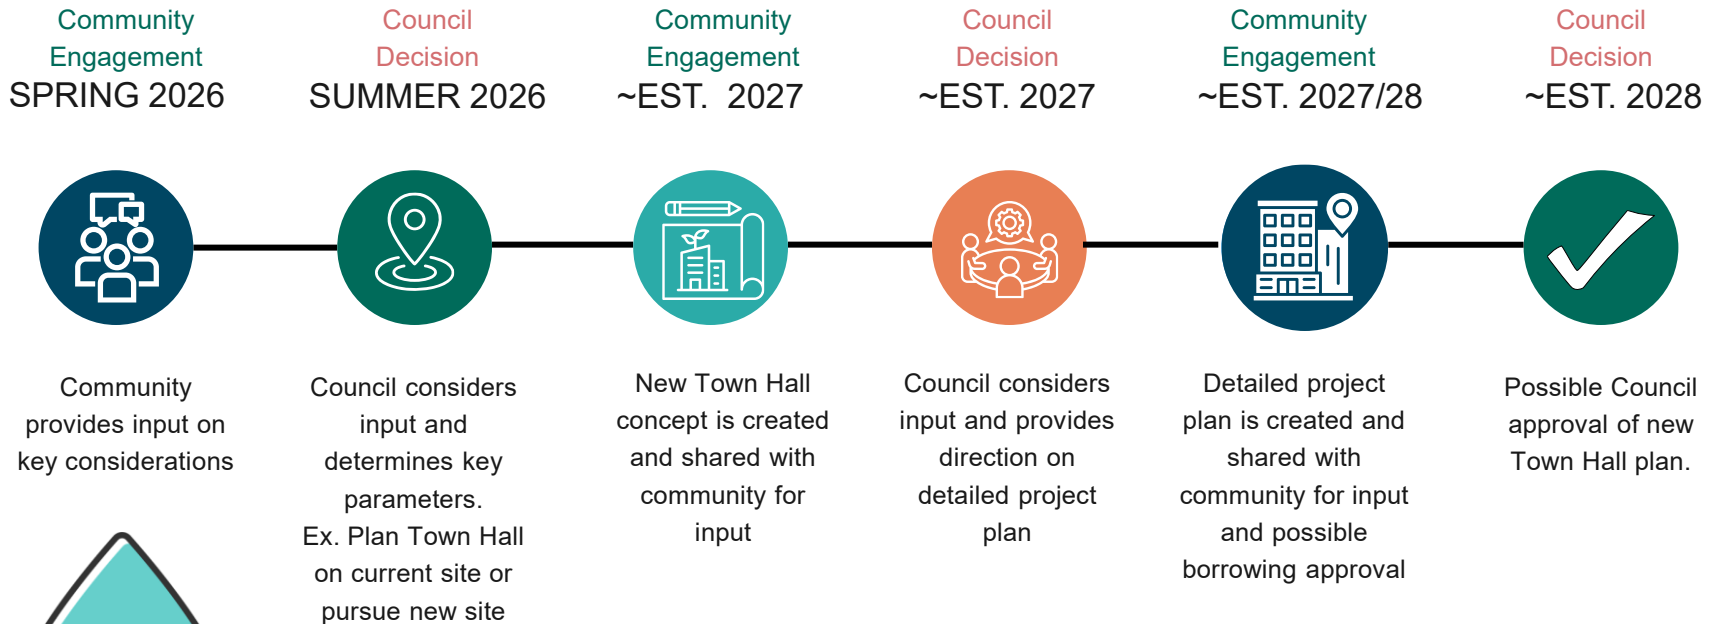 Community
Engagement
SPRING 2026
Community
provides input on
key considerations
Council
Decision
SUMMER 2026
Council considers
input and
determines key
parameters.
Ex. Plan Town Hall
on current site or
pursue new site
Community
Engagement
~EST. 2027
New Town Hall
concept is created
and shared with
community for
input
Council
Decision
~EST. 2027
Council considers
input and provides
direction on
detailed project
plan
Community
Engagement
~EST. 2027/28
Detailed project
plan is created and
shared with
community for input
and possible
borrowing approval
Council
Decision
~EST. 2028
Possible Council
approval of new
Town Hall plan.